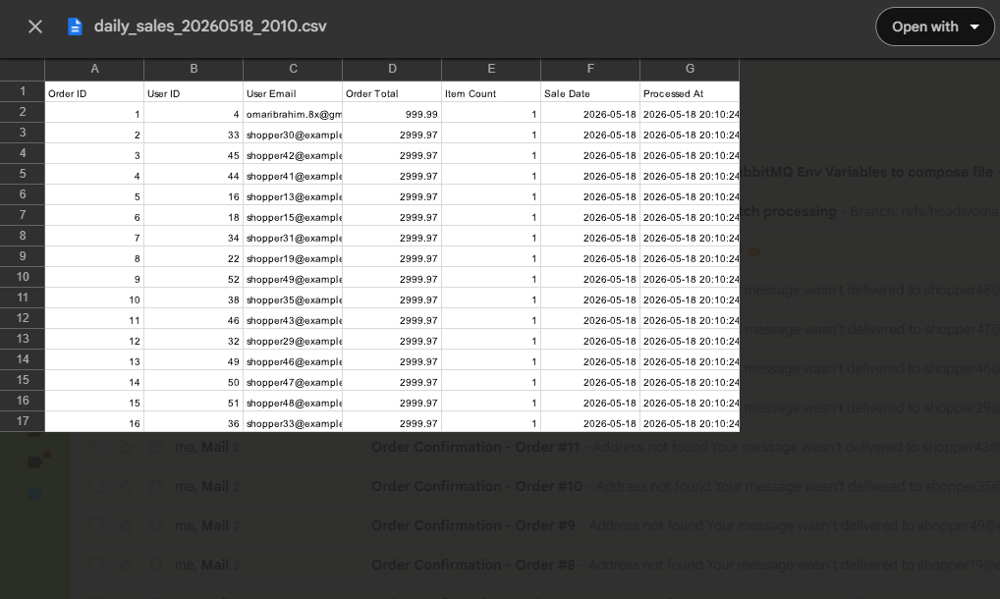 daily_sales_20260518_2010.csv
Open with
A B C D E F G
1 Order ID User ID User Email Order Total Item Count Sale Date Processed At
2 1 4 omaribrahim.8x@gm 999.99 1 2026-05-18 2026-05-18 20:10:24
3 2 33 shopper30@example 2999.97 1 2026-05-18 2026-05-18 20:10:24
4 3 45 shopper42@example 2999.97 1 2026-05-18 2026-05-18 20:10:24
5 4 44 shopper41@example 2999.97 1 2026-05-18 2026-05-18 20:10:24
6 5 16 shopper13@example 2999.97 1 2026-05-18 2026-05-18 20:10:24
7 6 18 shopper15@example 2999.97 1 2026-05-18 2026-05-18 20:10:24
8 7 34 shopper31@example 2999.97 1 2026-05-18 2026-05-18 20:10:24
9 8 22 shopper19@example 2999.97 1 2026-05-18 2026-05-18 20:10:24
10 9 52 shopper49@example 2999.97 1 2026-05-18 2026-05-18 20:10:24
11 10 38 shopper35@example 2999.97 1 2026-05-18 2026-05-18 20:10:24
12 11 46 shopper43@example 2999.97 1 2026-05-18 2026-05-18 20:10:24
13 12 32 shopper29@example 2999.97 1 2026-05-18 2026-05-18 20:10:24
14 13 49 shopper46@example 2999.97 1 2026-05-18 2026-05-18 20:10:24
15 14 50 shopper47@example 2999.97 1 2026-05-18 2026-05-18 20:10:24
16 15 51 shopper48@example 2999.97 1 2026-05-18 2026-05-18 20:10:24
17 16 36 shopper33@example 2999.97 1 2026-05-18 2026-05-18 20:10:24
bbitMQ Env Variables to compose file
ch processing - Branch: refs/heads/oma
message wasn't delivered to shopper48@
message wasn't delivered to shopper47@
message wasn't delivered to shopper46@
message wasn't delivered to shopper29@
me, Mail 2 Order Confirmation - Order #11 - Address not found Your message wasn't delivered to shopper43@
me, Mail 2 Order Confirmation - Order #10 - Address not found Your message wasn't delivered to shopper35@
me, Mail 2 Order Confirmation - Order #9 - Address not found Your message wasn't delivered to shopper49@
me, Mail 2 Order Confirmation - Order #8 - Address not found Your message wasn't delivered to shopper19@